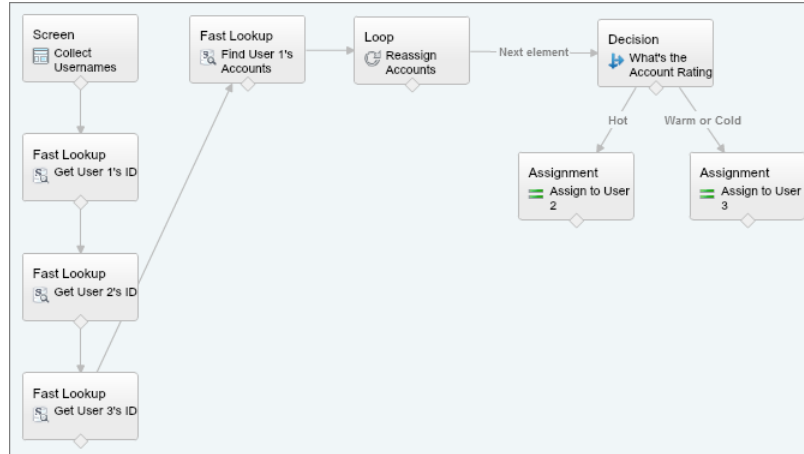 Screen
Collect
Usernames
Fast Lookup
Get User 1's ID
Fast Lookup
Get User 2's ID
Fast Lookup
Get User 3's ID
Fast Lookup
Find User 1's
Accounts
Loop
Reassign
Accounts
Next element
Decision
What's the
Account Rating
Hot
Warm or Cold
Assignment
Assign to User
2
Assignment
Assign to User
3